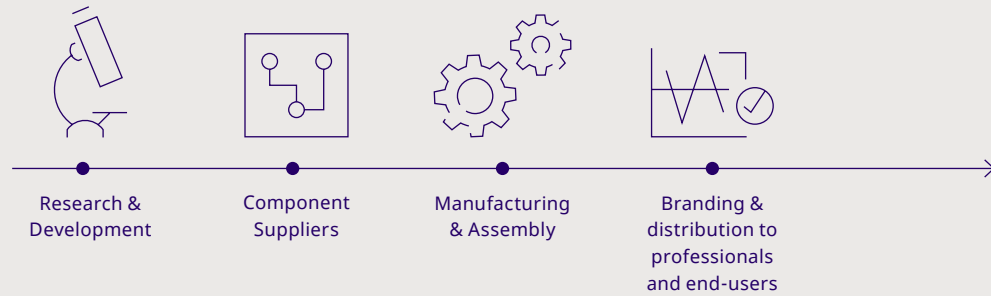 Research &
Development
Component
Suppliers
Manufacturing
& Assembly
Branding &
distribution to
professionals
and end-users